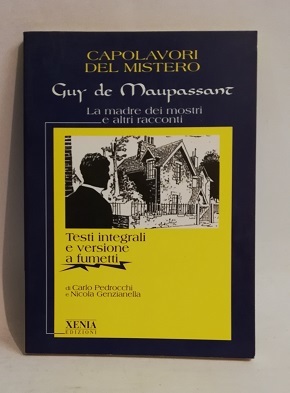 CAPOLAVORI
DEL MISTERO
Guy de Maupassant
La madre dei mostri
e altri racconti
Testi integrali
e versione
a fumetti
di Carlo Pedrocchi
e Nicola Genzianella
XENIA
EDIZIONI